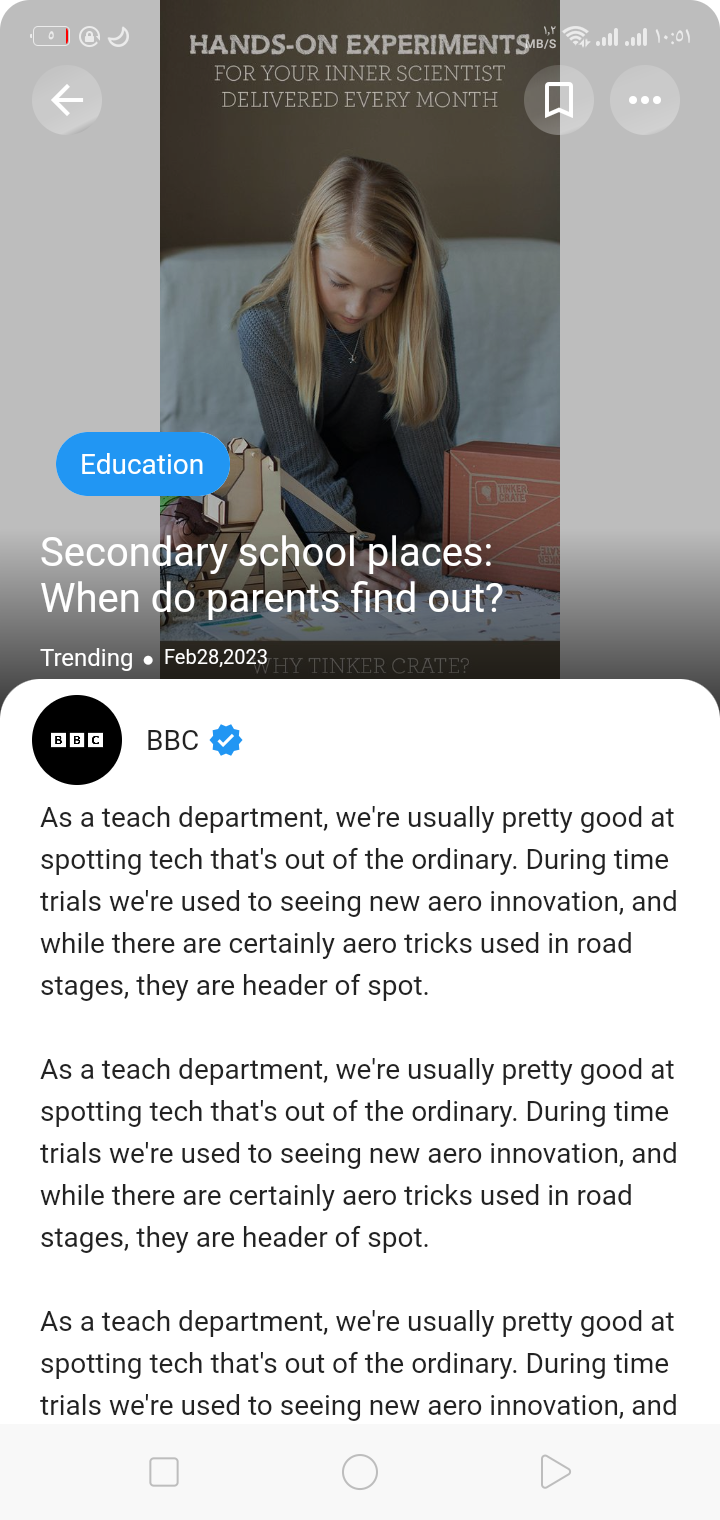 ٥
١,٢
MB/S
١٠:٥١
HANDS-ON EXPERIMENTS
FOR YOUR INNER SCIENTIST
DELIVERED EVERY MONTH
Education
TINKER
CRATE
Secondary school places:
When do parents find out?
Trending • Feb28,2023
WHY TINKER CRATE?
BBC
BBC
As a teach department, we're usually pretty good at
spotting tech that's out of the ordinary. During time
trials we're used to seeing new aero innovation, and
while there are certainly aero tricks used in road
stages, they are header of spot.
As a teach department, we're usually pretty good at
spotting tech that's out of the ordinary. During time
trials we're used to seeing new aero innovation, and
while there are certainly aero tricks used in road
stages, they are header of spot.
As a teach department, we're usually pretty good at
spotting tech that's out of the ordinary. During time
trials we're used to seeing new aero innovation, and